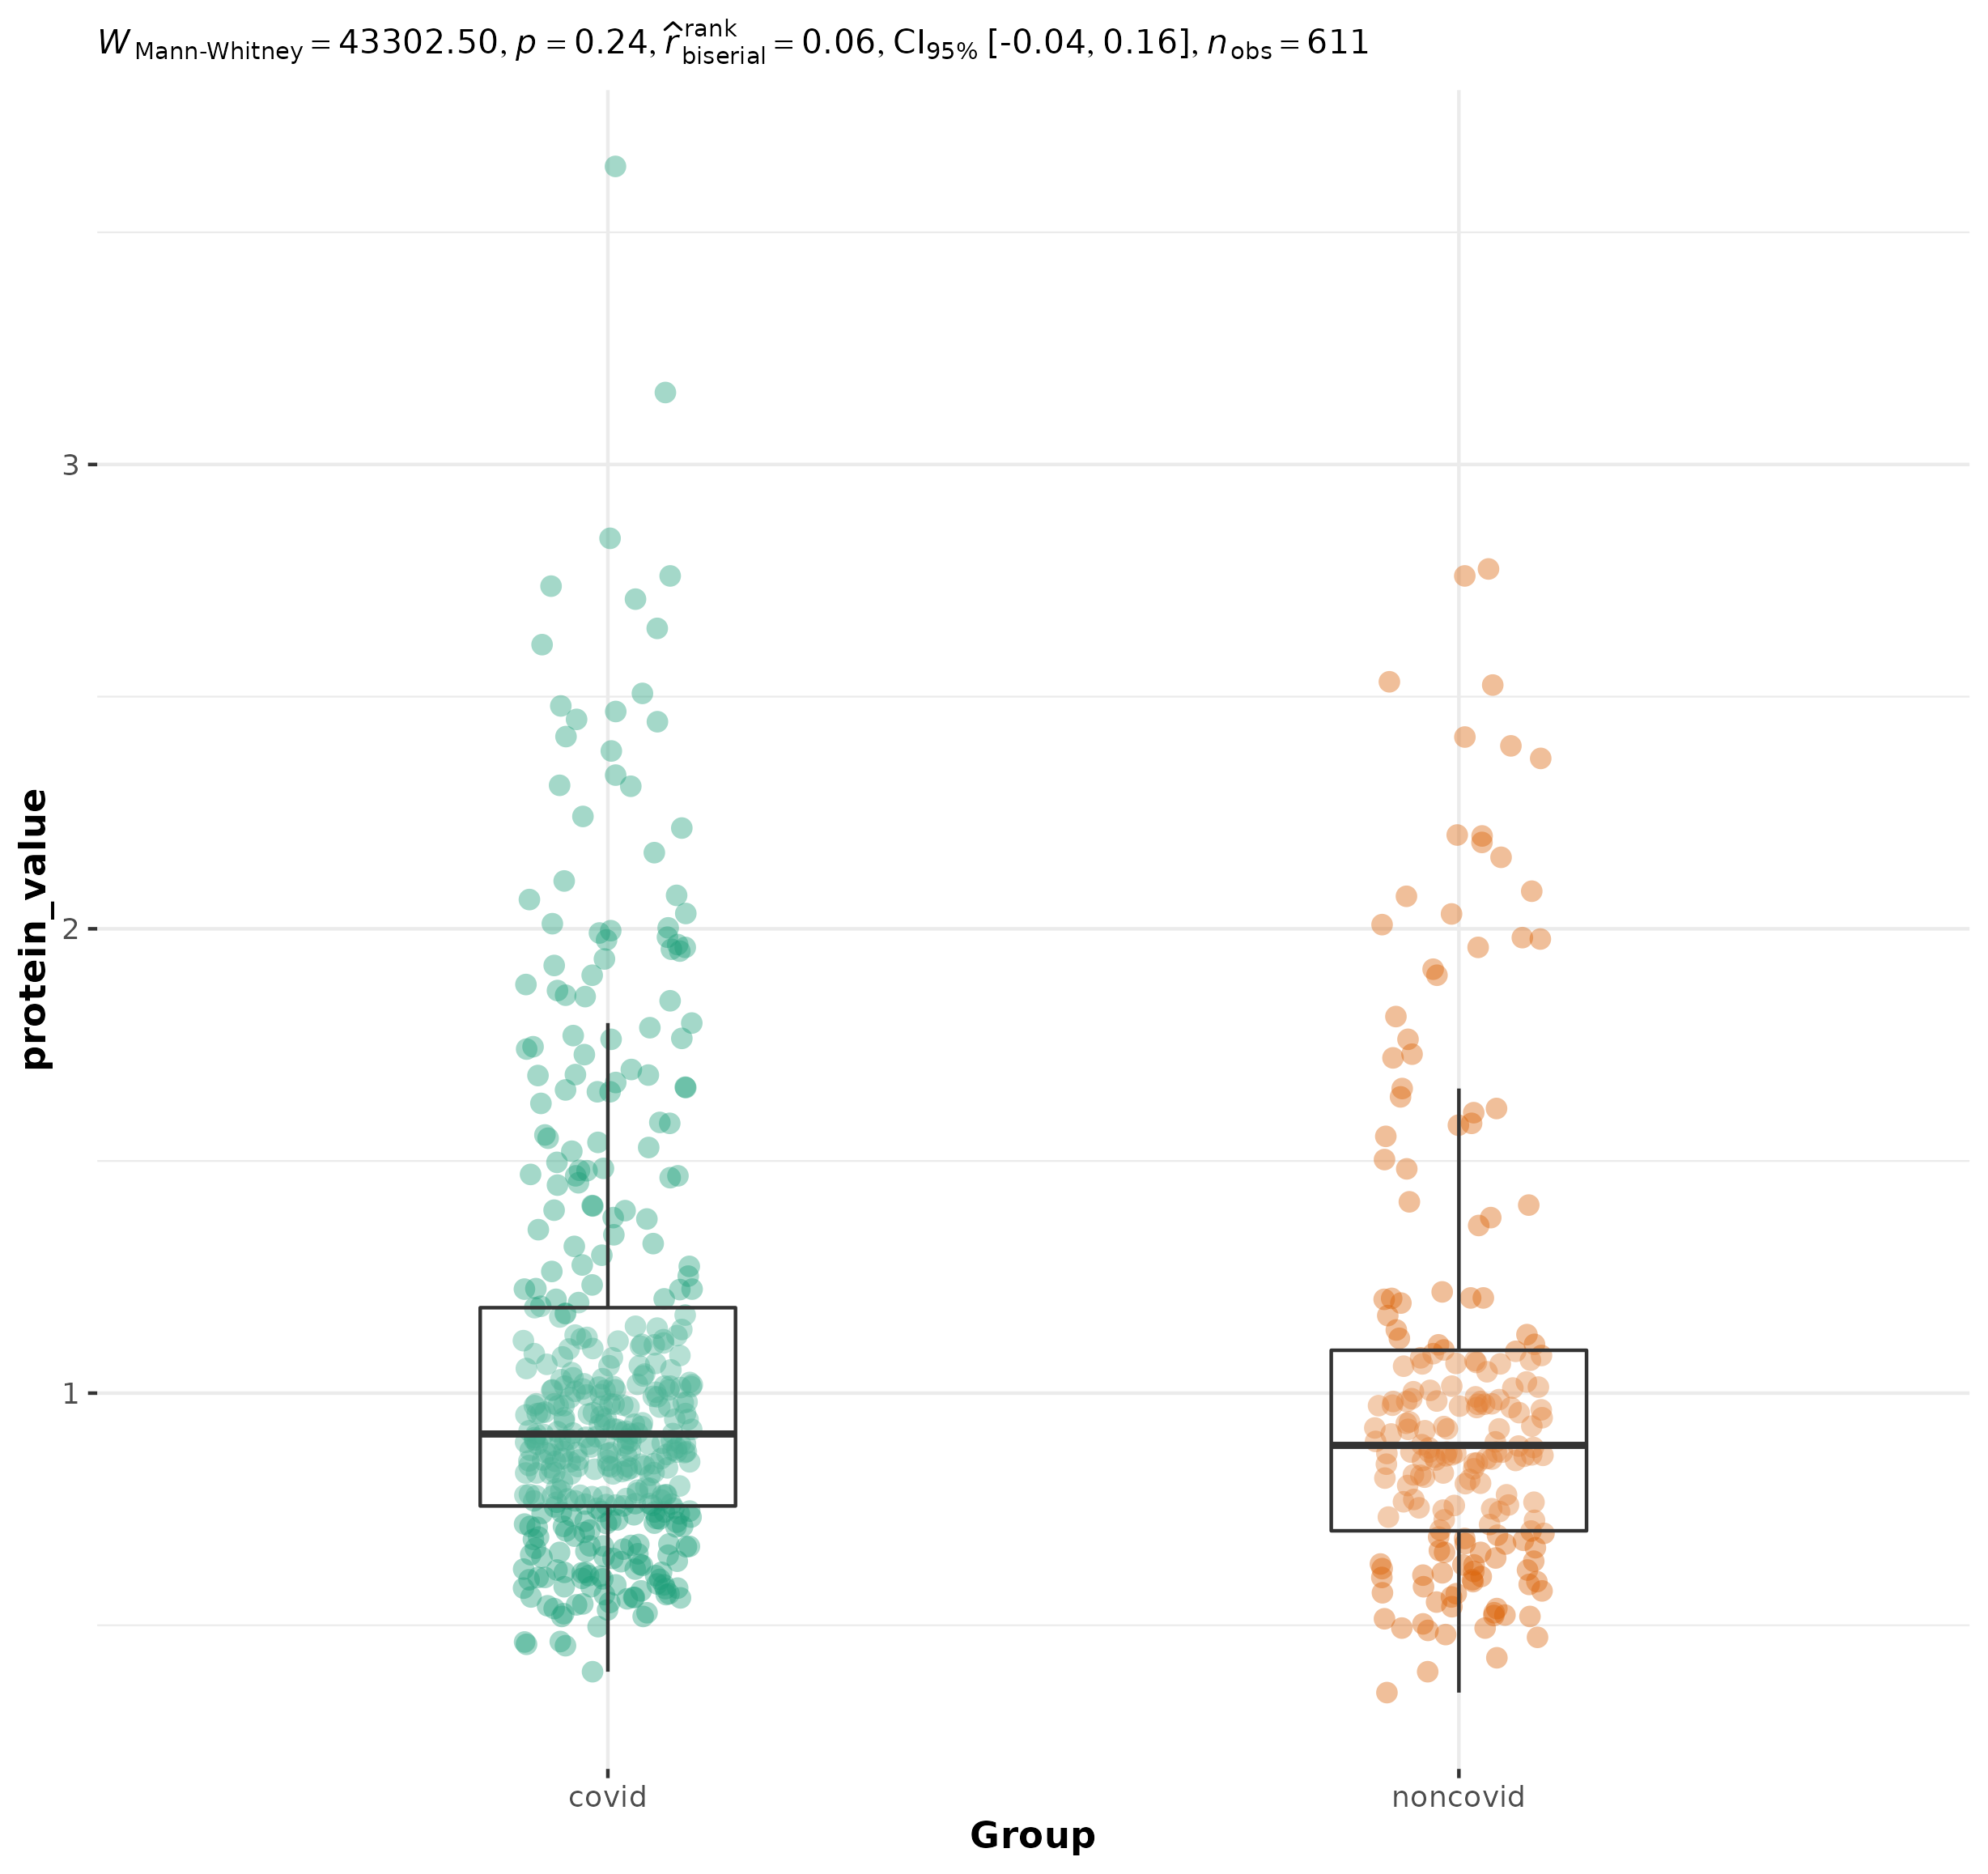 W Mann-Whitney = 43302.50, p = 0.24, r̂ rank biserial = 0.06, CI95% [-0.04, 0.16], n obs = 611
3
2
1
protein_value
covid noncovid
Group